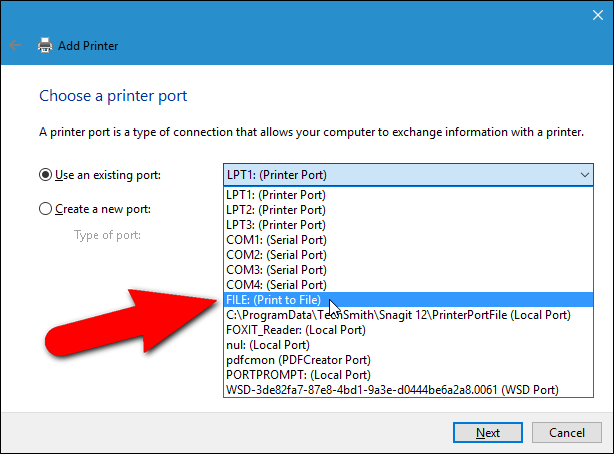 Add Printer
Choose a printer port
A printer port is a type of connection that allows your computer to exchange information with a printer.
Use an existing port:
LPT1: (Printer Port)
LPT1: (Printer Port)
LPT2: (Printer Port)
LPT3: (Printer Port)
COM1: (Serial Port)
COM2: (Serial Port)
COM3: (Serial Port)
COM4: (Serial Port)
FILE: (Print to File)
C:\ProgramData\TechSmith\Snagit 12\PrinterPortFile (Local Port)
FOXIT_Reader: (Local Port)
nul: (Local Port)
pdfcmon (PDFCreator Port)
PORTPROMPT: (Local Port)
WSD-3de82fa7-87e8-4bd1-9a3e-d0444be6a2a8.0061 (WSD Port)
Create a new port:
Type of port:
Next
Cancel